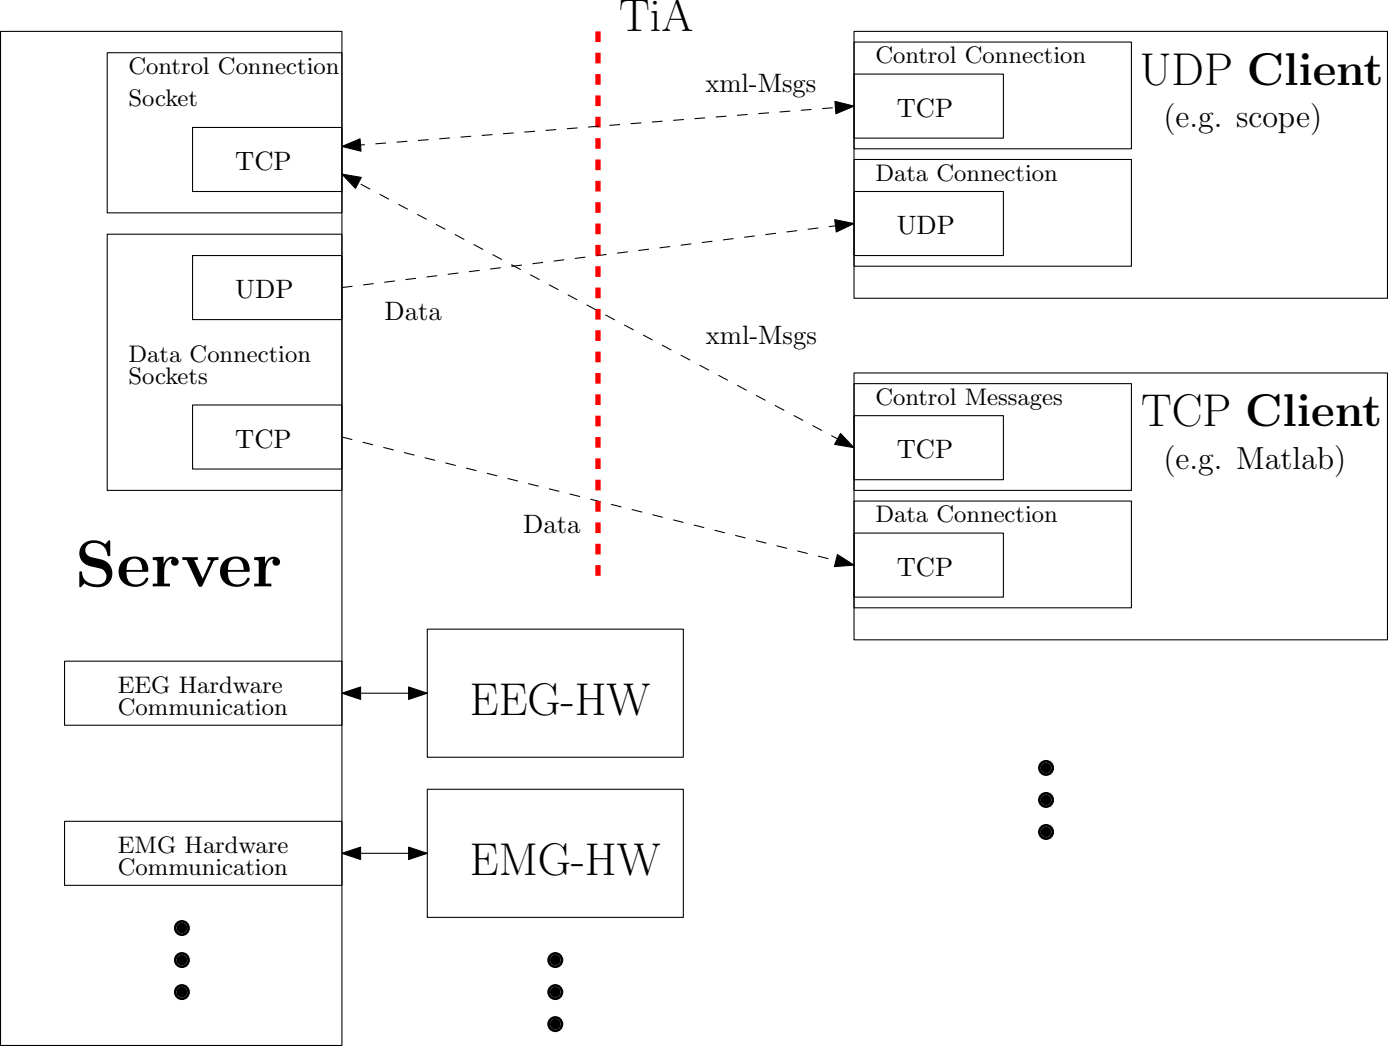 TiA
Control Connection
Socket
TCP
UDP
Data Connection
Sockets
TCP
Server
EEG Hardware
Communication
EMG Hardware
Communication
xml-Msgs
Data
xml-Msgs
Data
EEG-HW
EMG-HW
Control Connection
TCP
Data Connection
UDP
UDP Client
(e.g. scope)
Control Messages
TCP
Data Connection
TCP
TCP Client
(e.g. Matlab)